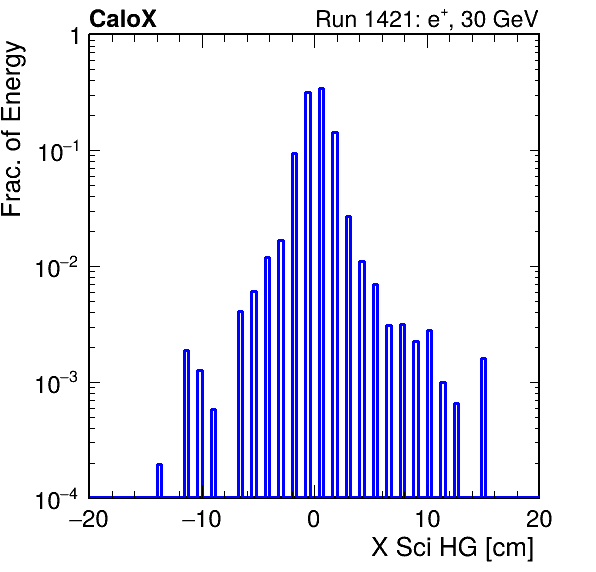 CaloX Run 1421: e⁺, 30 GeV
Frac. of Energy
1
10⁻¹
10⁻²
10⁻³
10⁻⁴
−20 −10 0 10 20
X Sci HG [cm]